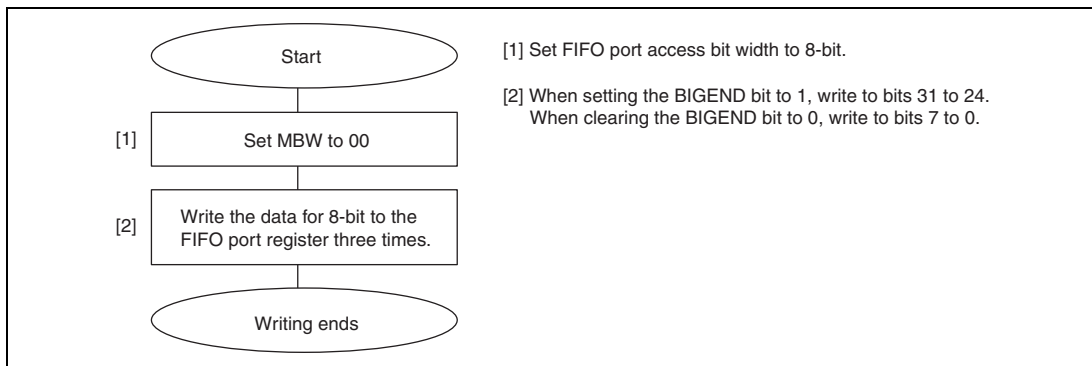 Start
[1] Set FIFO port access bit width to 8-bit.
[2] When setting the BIGEND bit to 1, write to bits 31 to 24.
When clearing the BIGEND bit to 0, write to bits 7 to 0.
[1]
Set MBW to 00
[2]
Write the data for 8-bit to the
FIFO port register three times.
Writing ends